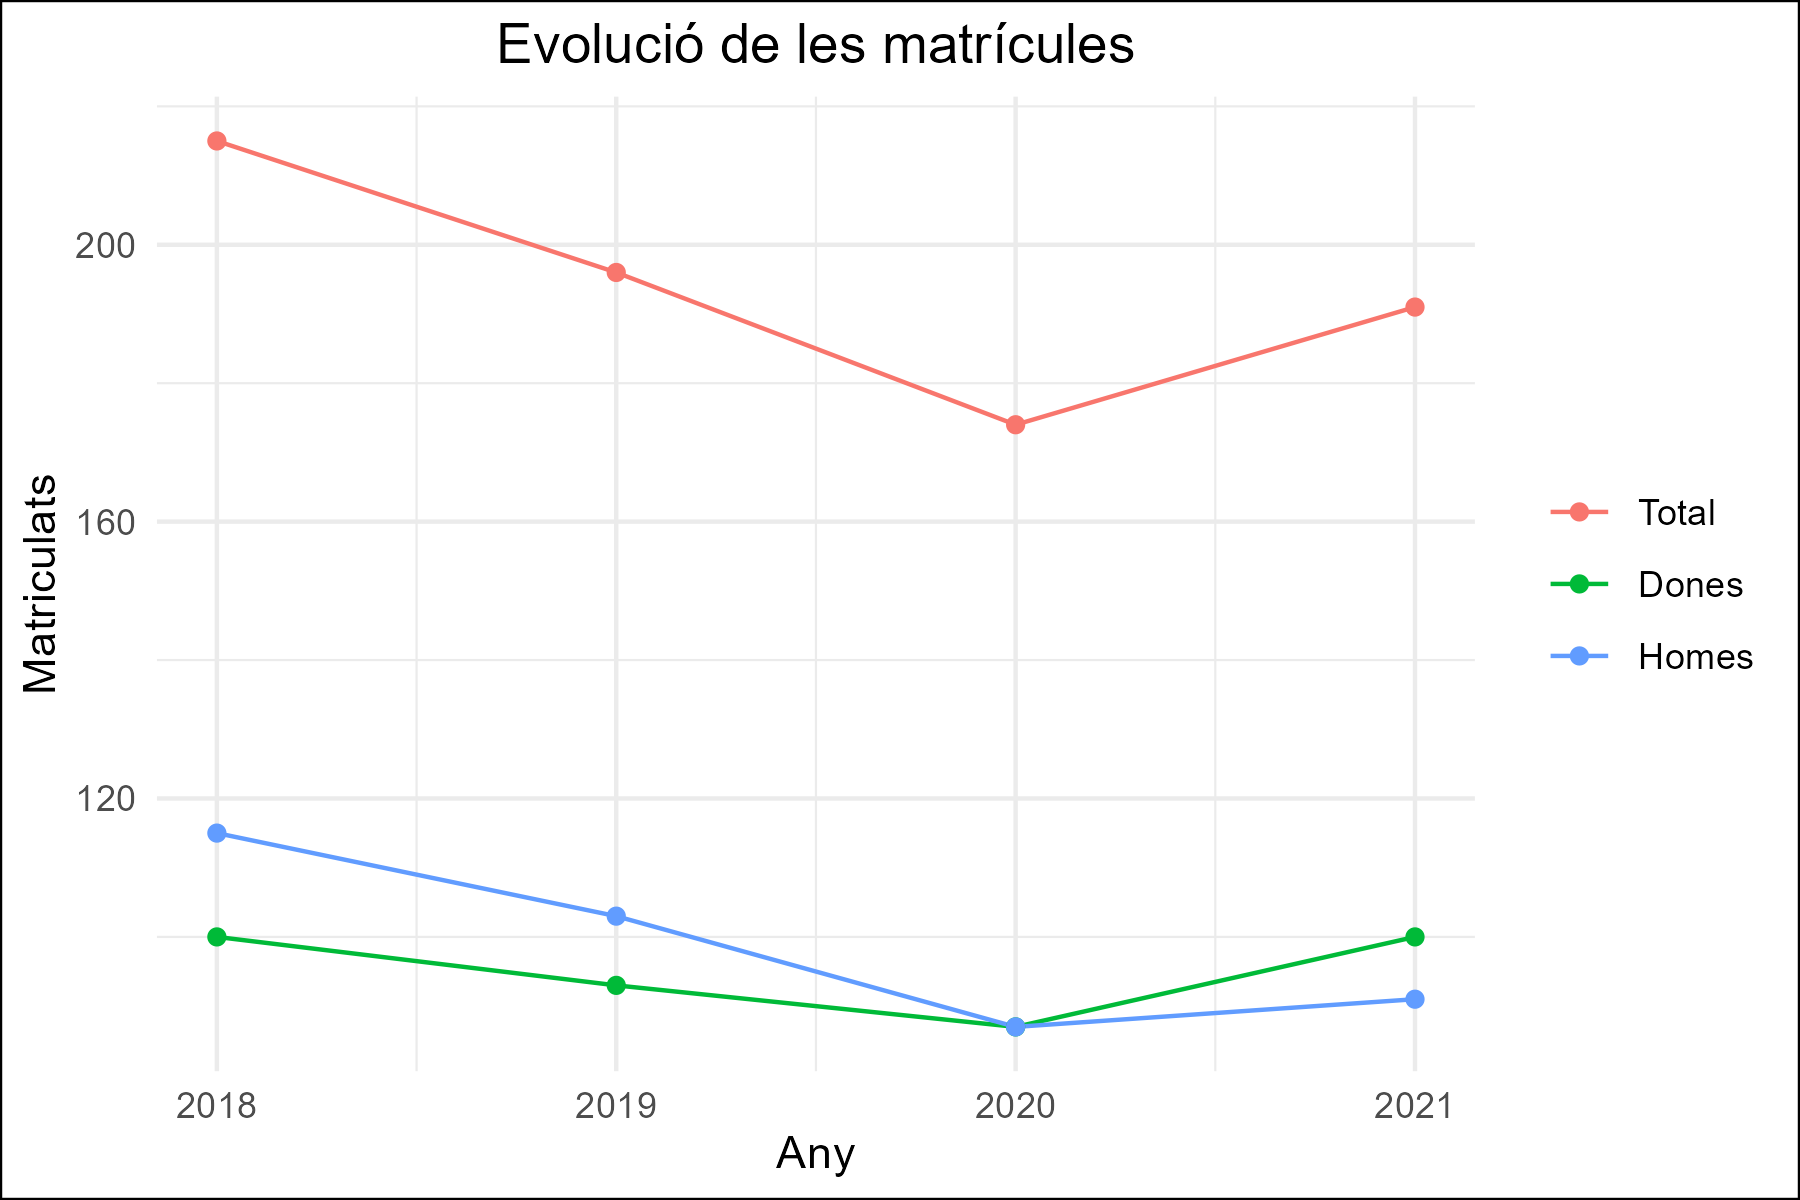 Evolució de les matrícules
Matriculats
200
160
120
2018
2019
2020
2021
Any
Total
Dones
Homes